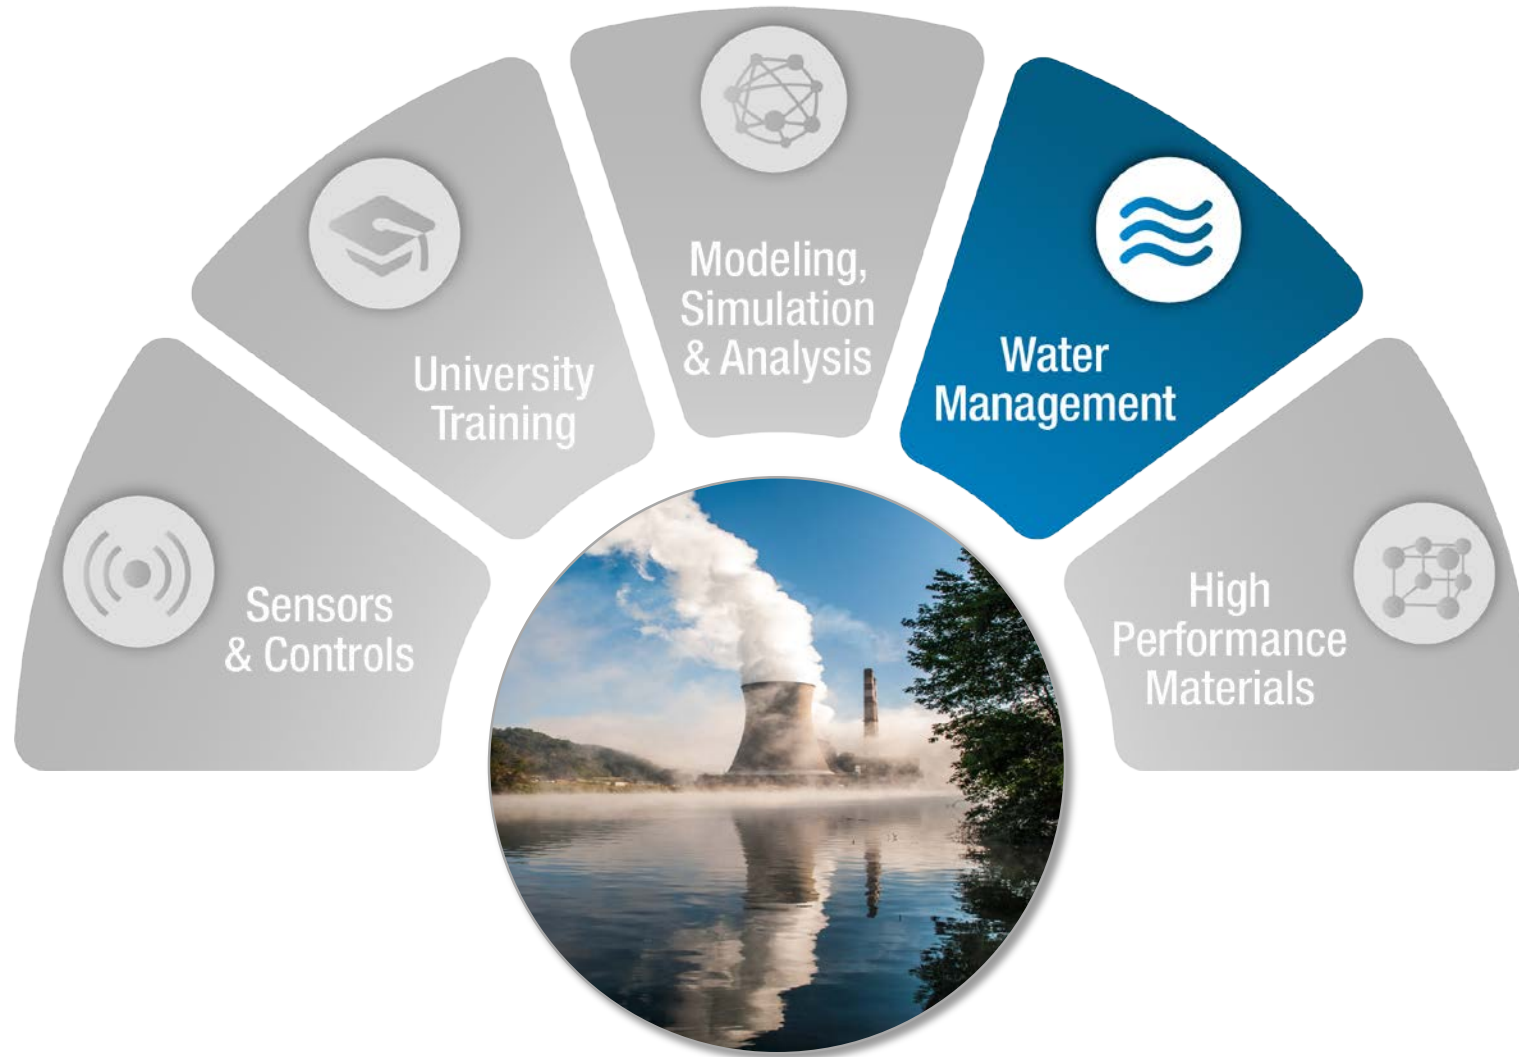 Sensors
& Controls
University
Training
Modeling,
Simulation
& Analysis
Water
Management
High
Performance
Materials